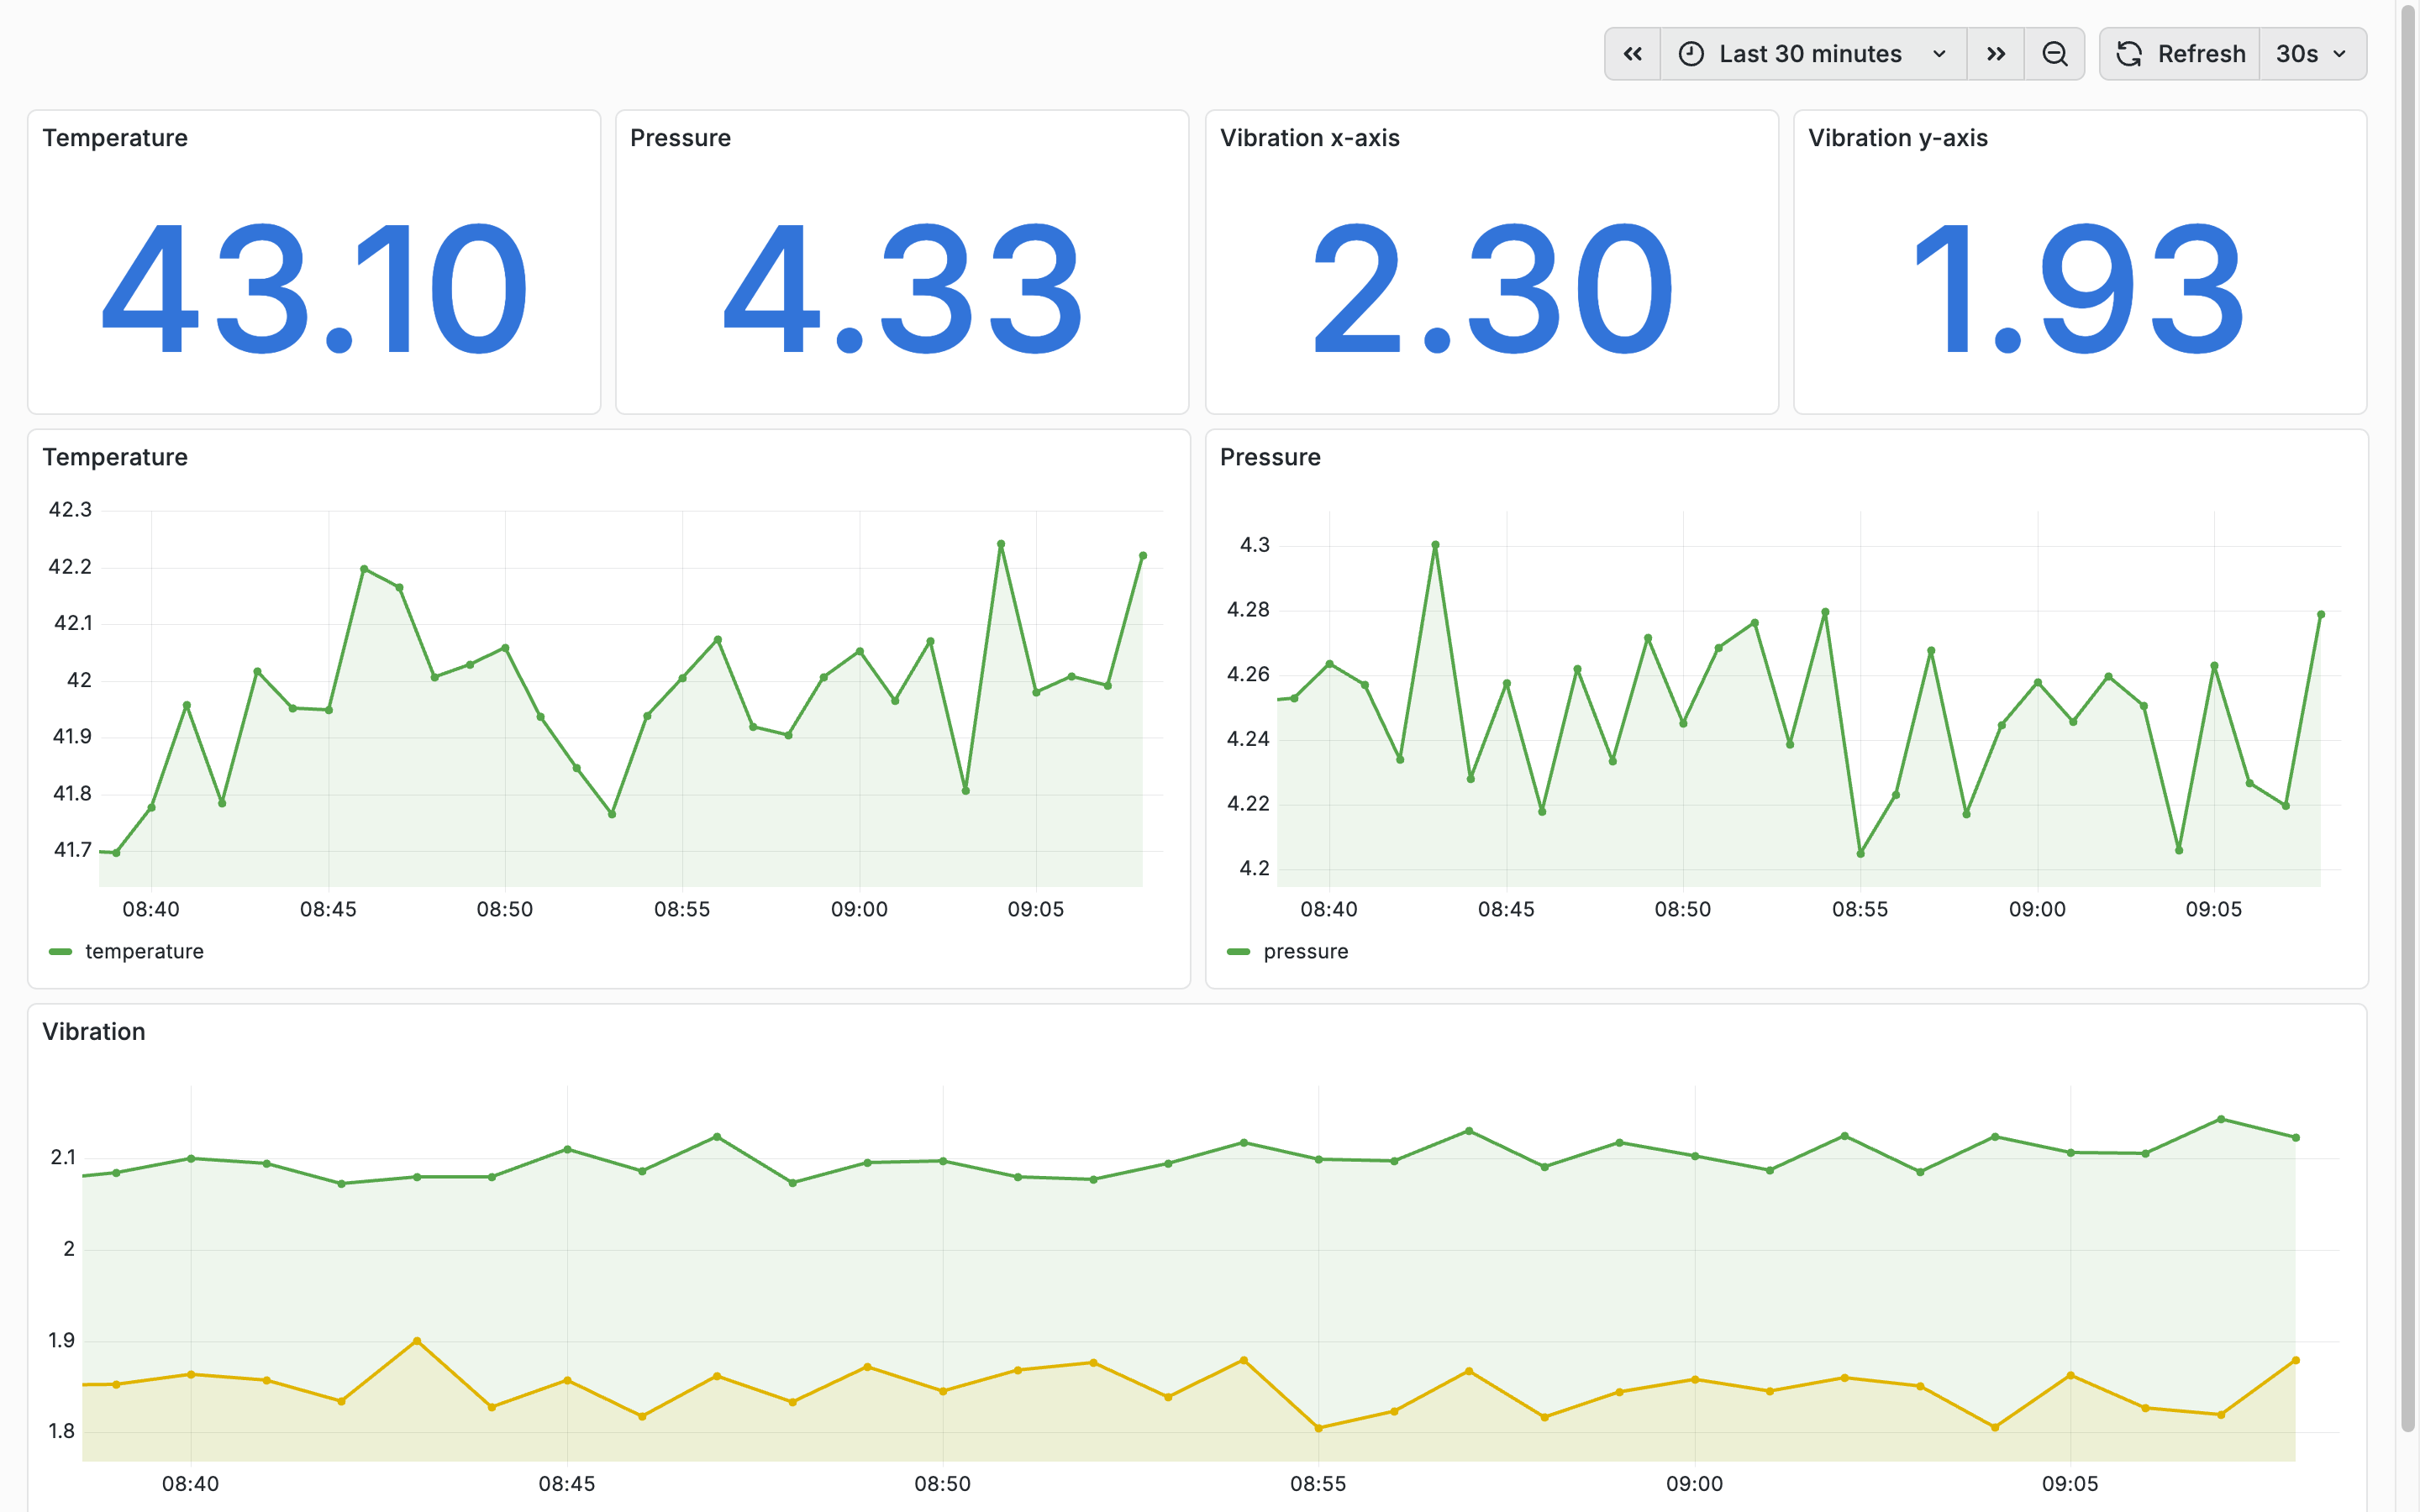 Last 30 minutes Refresh 30s
Temperature Pressure Vibration x-axis Vibration y-axis
43.10 4.33 2.30 1.93
Temperature
42.3
42.2
42.1
42
41.9
41.8
41.7
08:40 08:45 08:50 08:55 09:00 09:05
temperature
Pressure
4.3
4.28
4.26
4.24
4.22
4.2
08:40 08:45 08:50 08:55 09:00 09:05
pressure
Vibration
2.1
2
1.9
1.8
08:40 08:45 08:50 08:55 09:00 09:05